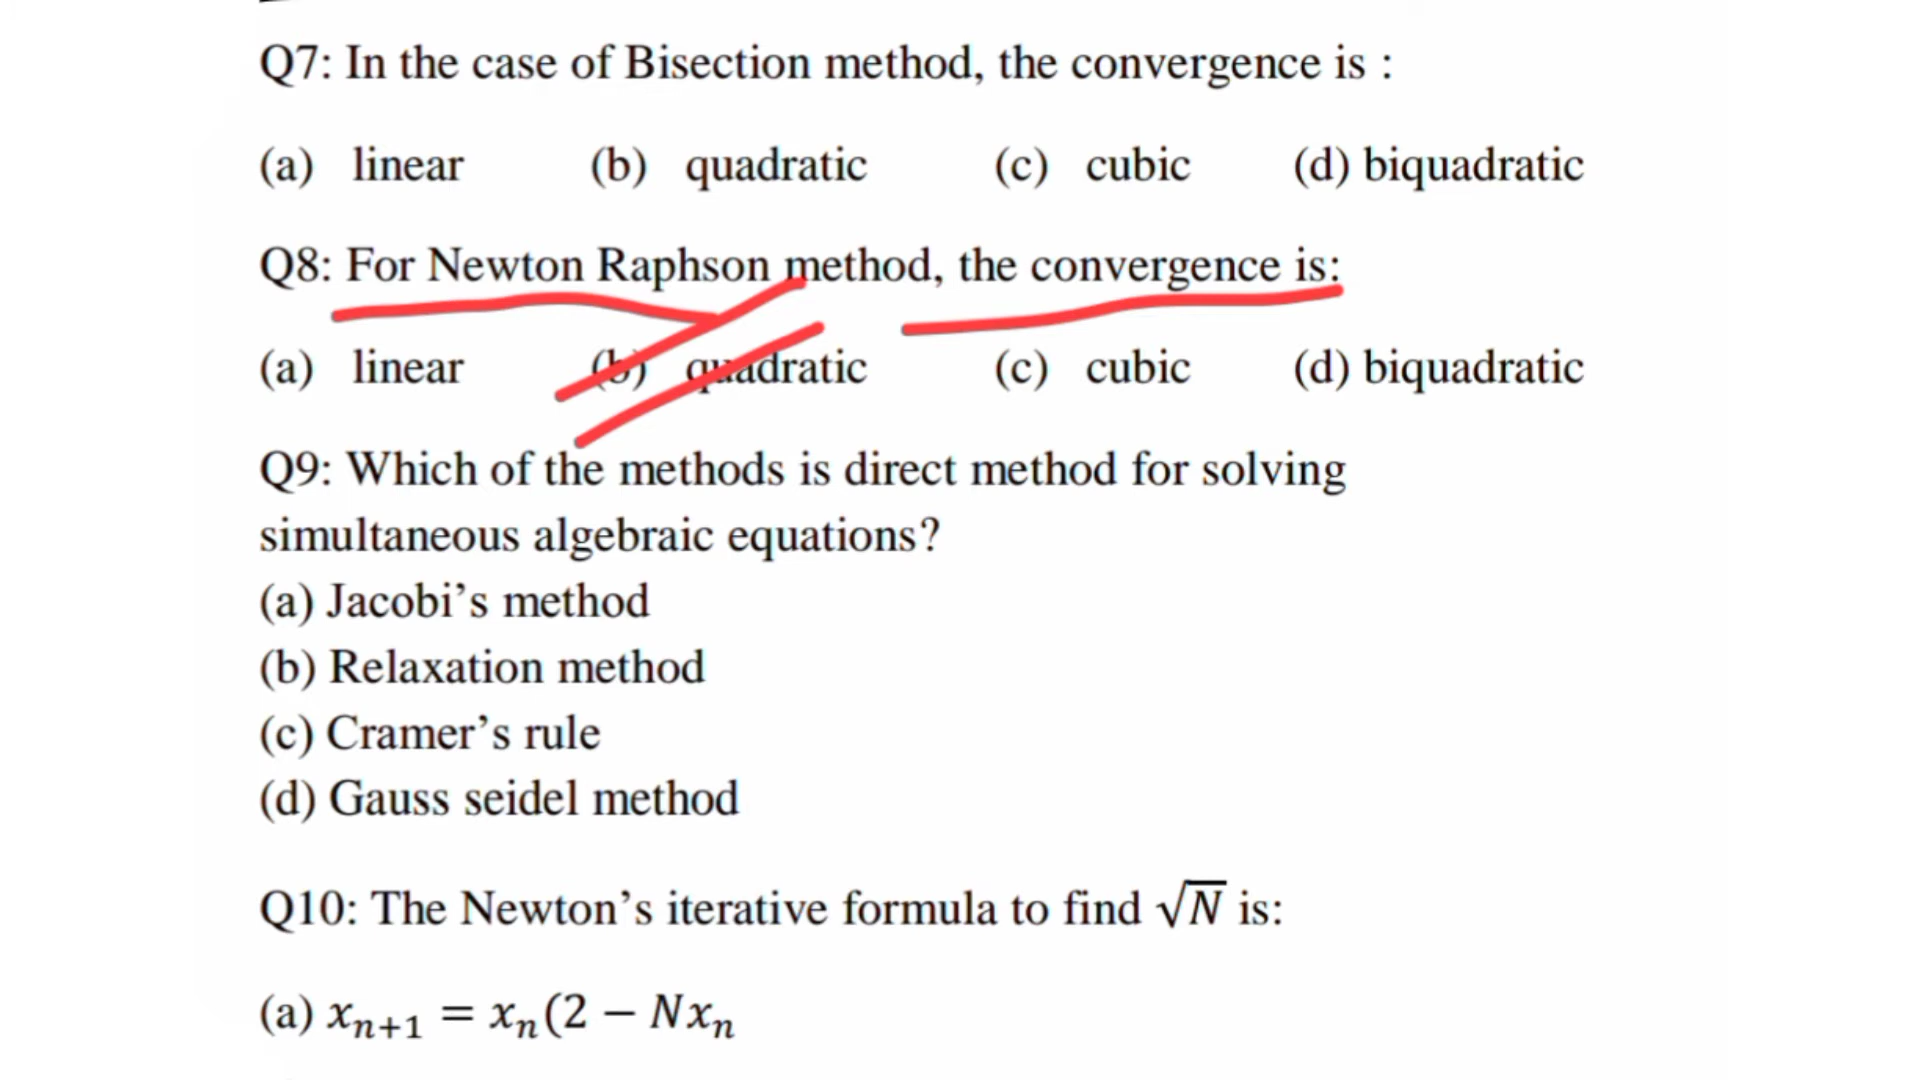 Q7: In the case of Bisection method, the convergence is :
(a) linear (b) quadratic (c) cubic (d) biquadratic
Q8: For Newton Raphson method, the convergence is:
(a) linear (b) quadratic (c) cubic (d) biquadratic
Q9: Which of the methods is direct method for solving
simultaneous algebraic equations?
(a) Jacobi’s method
(b) Relaxation method
(c) Cramer’s rule
(d) Gauss seidel method
Q10: The Newton’s iterative formula to find √N is:
(a) xₙ₊₁ = xₙ(2 − Nxₙ